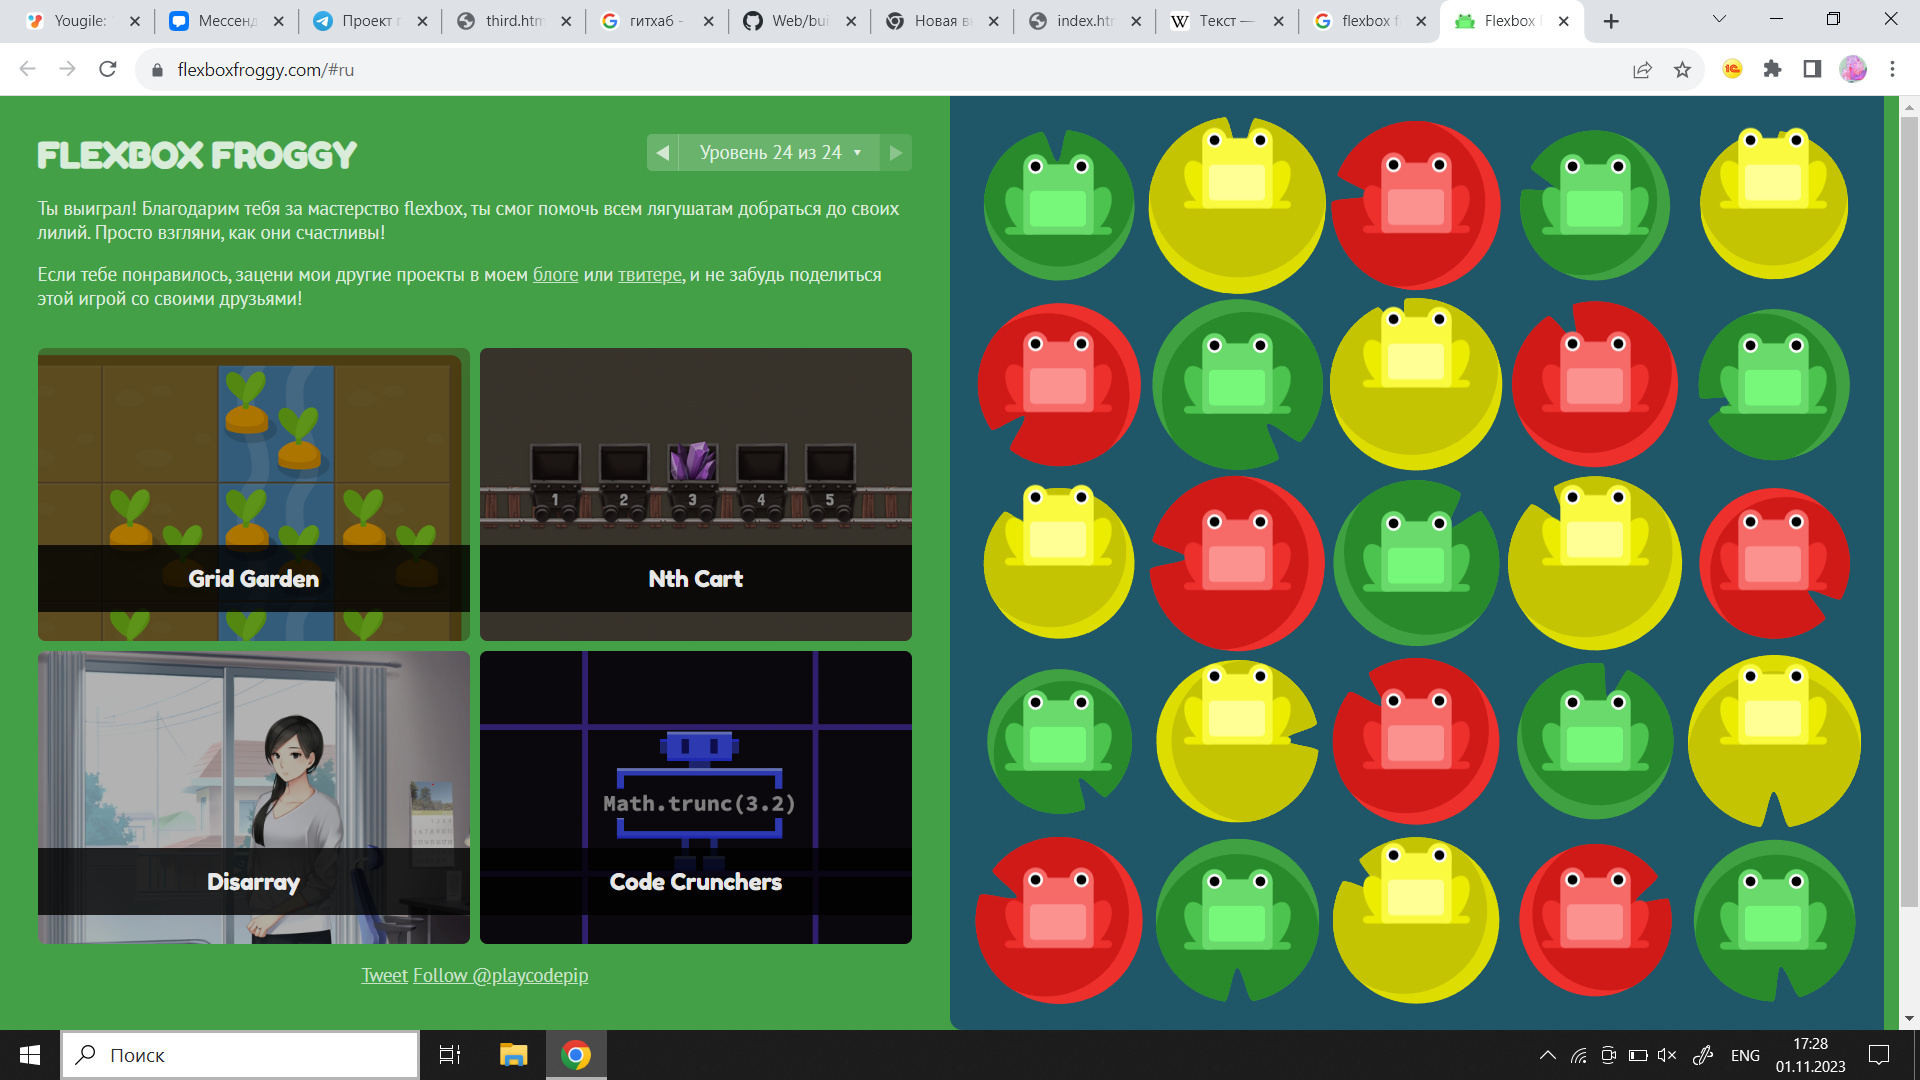 Yougile:
Мессенд
Проект п
third.htm
гитхаб -
Web/bui
Новая в
index.htm
Текст —
flexbox f
Flexbox
flexboxfroggy.com/#ru
FLEXBOX FROGGY
Уровень 24 из 24
Ты выиграл! Благодарим тебя за мастерство flexbox, ты смог помочь всем лягушатам добраться до своих
лилий. Просто взгляни, как они счастливы!
Если тебе понравилось, зацени мои другие проекты в моем блоге или твитере, и не забудь поделиться
этой игрой со своими друзьями!
1 2 3 4 5
Grid Garden
Nth Cart
Math.trunc(3.2)
Disarray
Code Crunchers
Tweet Follow @playcodepip
Поиск
ENG
17:28
01.11.2023